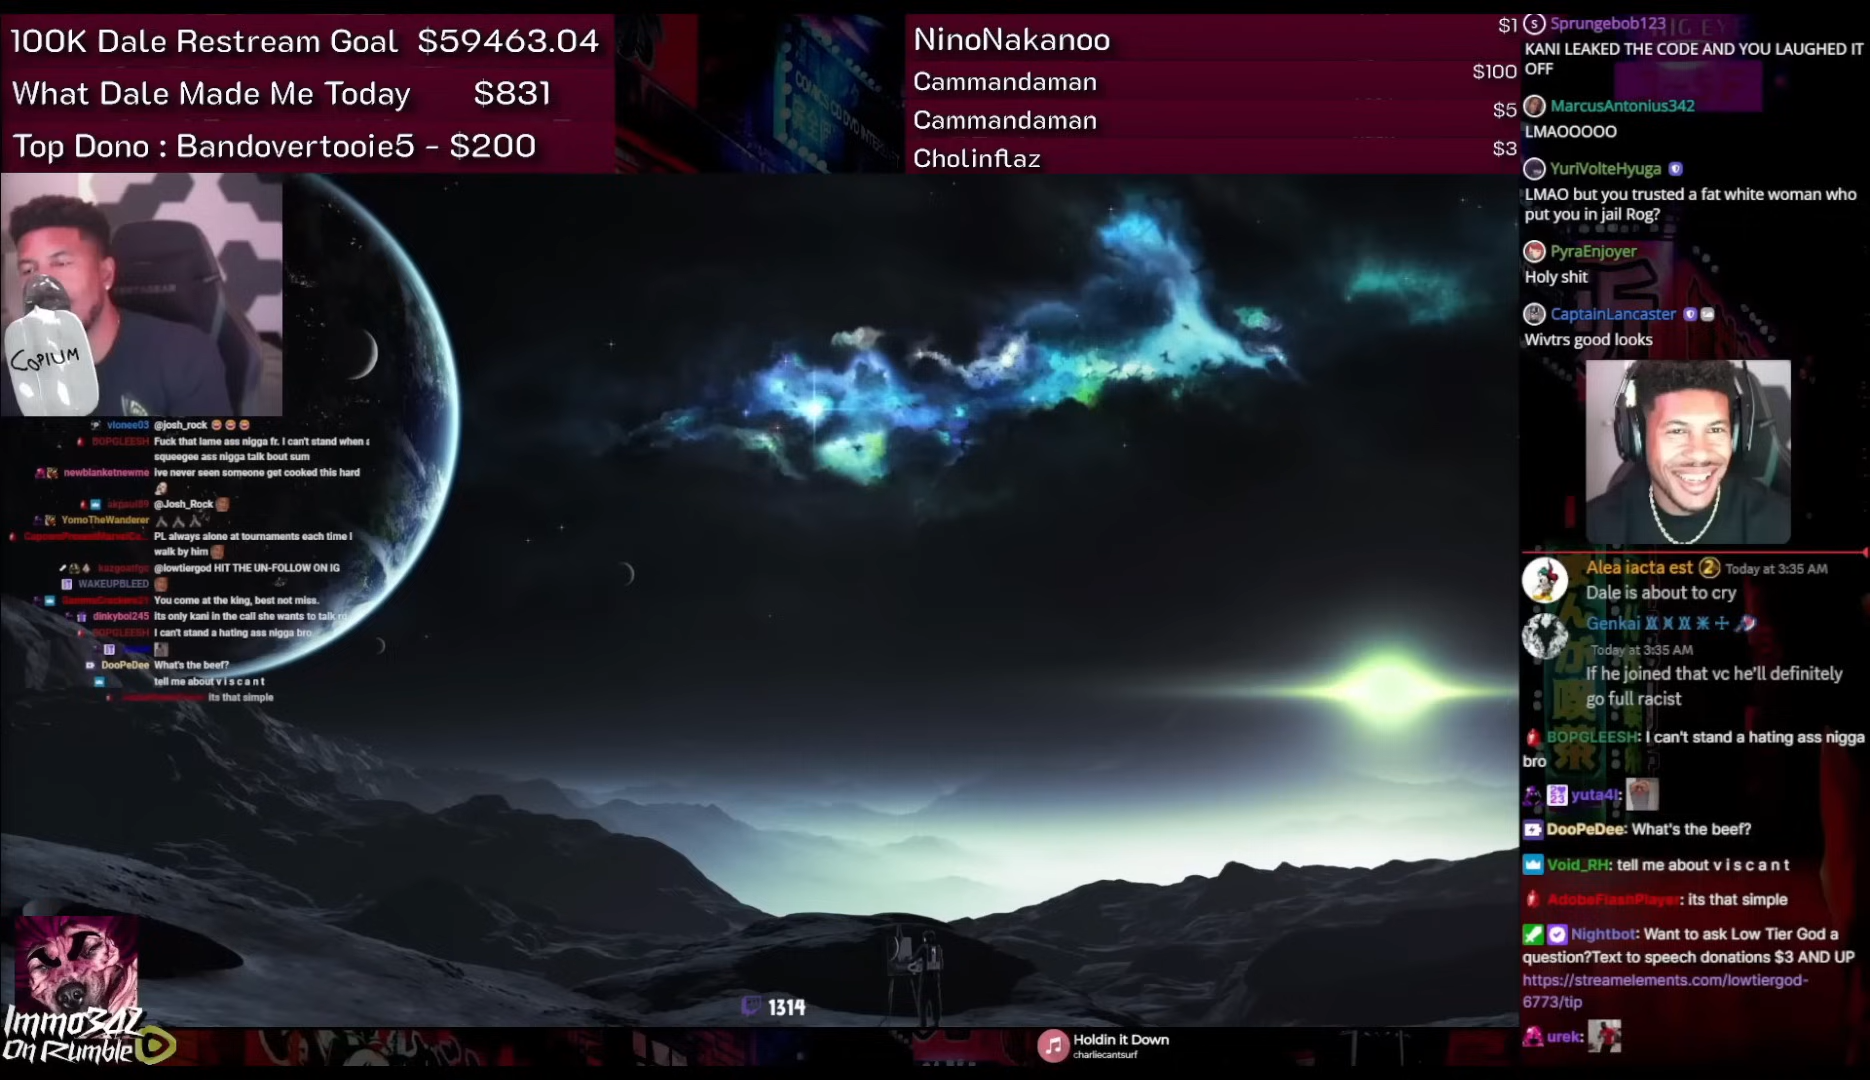 100K Dale Restream Goal $59463.04
What Dale Made Me Today $831
Top Dono : Bandovertooie5 - $200
NinoNakanoo $1
Cammandaman $100
Cammandaman $5
Cholinflaz $3
Sprungebob123
KANI LEAKED THE CODE AND YOU LAUGHED IT
OFF
MarcusAntonius342
LMAOOOOO
YuriVolteHyuga
LMAO but you trusted a fat white woman who
put you in jail Rog?
PyraEnjoyer
Holy shit
CaptainLancaster
Wivtrs good looks
COPIUM
vionee03 @josh_rock
BOPGLEESH Fuck that lame ass nigga fr. I can't stand when a
squeegee ass nigga talk bout sum
newblanketnewme ive never seen someone get cooked this hard
@Josh_Rock
YomoTheWanderer
PL always alone at tournaments each time I
walk by him
kazgoatfgc @lowtiergod HIT THE UN-FOLLOW ON IG
WAKEUPBLEED
You come at the king, best not miss.
dinkyboi245 its only kani in the call she wants to talk
BOPGLEESH I can't stand a hating ass nigga bro
DooPeDee What's the beef?
tell me about v i s c a n t
its that simple
Alea iacta est 2 Today at 3:35 AM
Dale is about to cry
Genkai
Today at 3:35 AM
If he joined that vc he'll definitely
go full racist
BOPGLEESH: I can't stand a hating ass nigga
bro
yuta4l:
DooPeDee: What's the beef?
Void_RH: tell me about v i s c a n t
AdobeFlashPlayer: its that simple
Nightbot: Want to ask Low Tier God a
question?Text to speech donations $3 AND UP
https://streamelements.com/lowtiergod-
6773/tip
urek:
1314
Immo342
On Rumble
Holdin it Down
charliecantsurf